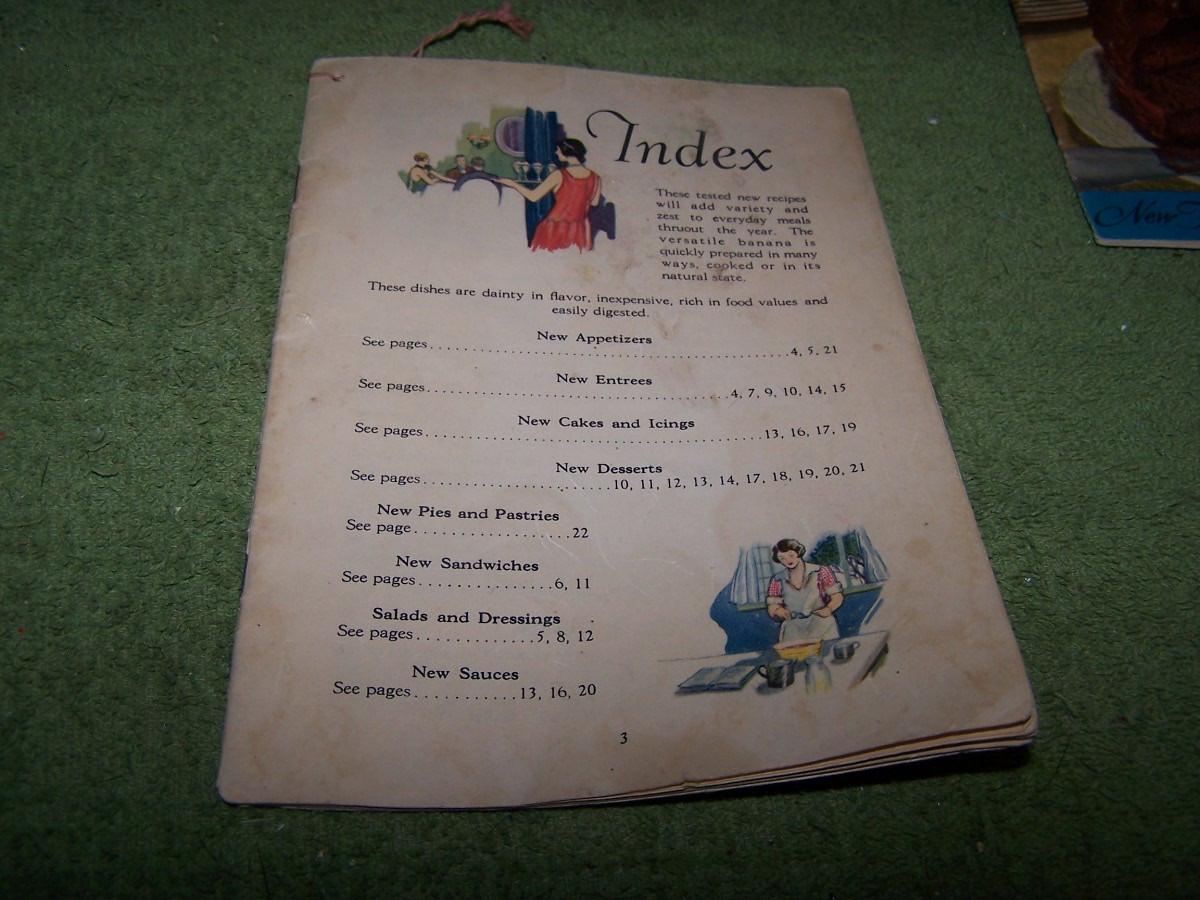 Index
These tested new recipes
will add variety and
zest to everyday meals
thruout the year. The
versatile banana is
quickly prepared in many
ways, cooked or in its
natural state.
These dishes are dainty in flavor, inexpensive, rich in food values and
easily digested.
New Appetizers
See pages......................................................4, 5, 21
New Entrees
See pages.............................................4, 7, 9, 10, 14, 15
New Cakes and Icings
See pages..................................................13, 16, 17, 19
New Desserts
See pages............................10, 11, 12, 13, 14, 17, 18, 19, 20, 21
New Pies and Pastries
See page..................22
New Sandwiches
See pages...............6, 11
Salads and Dressings
See pages.............5, 8, 12
New Sauces
See pages...........13, 16, 20
3
New